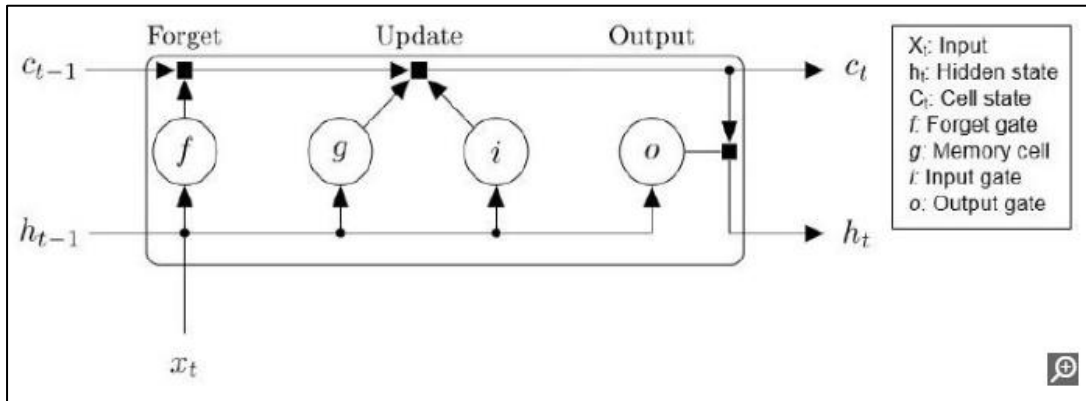 Forget Update Output
c_{t−1} c_t
f g i o
h_{t−1} h_t
x_t
X_t: Input
h_t: Hidden state
C_t: Cell state
f: Forget gate
g: Memory cell
i: Input gate
o: Output gate